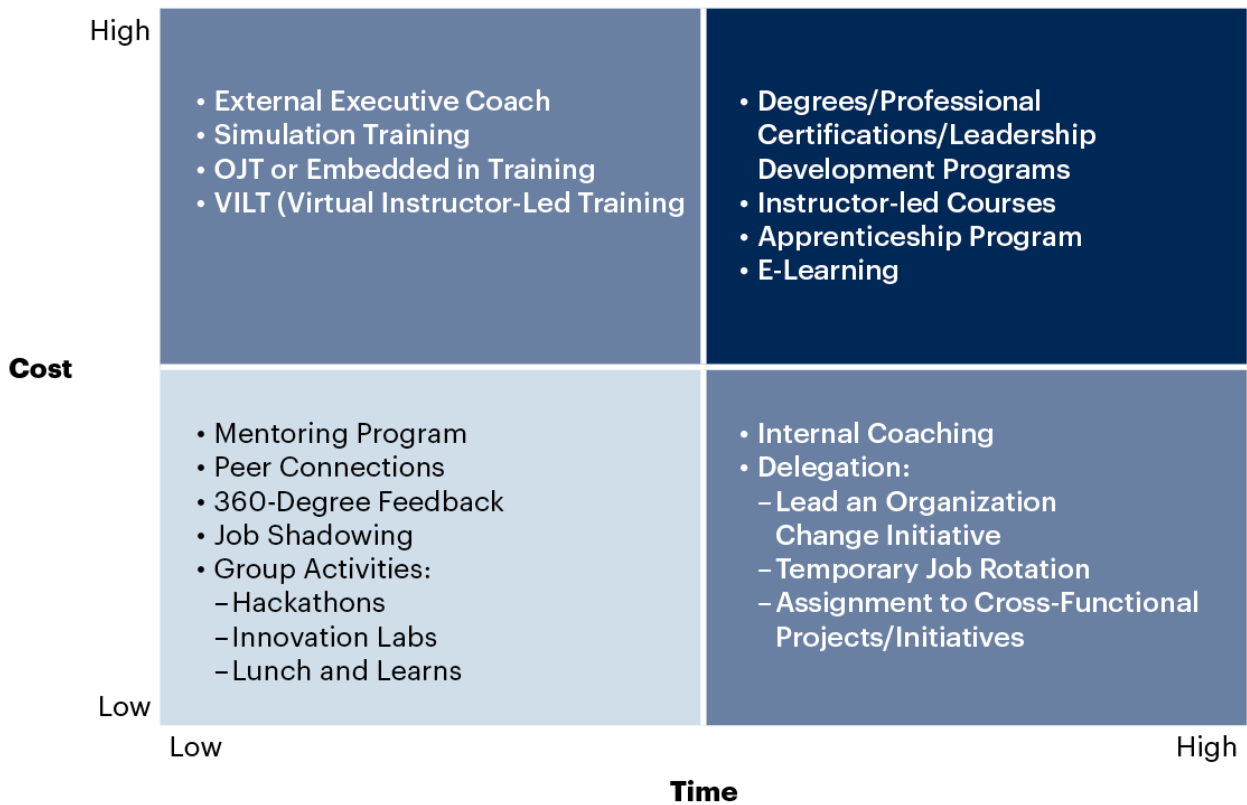 High
• External Executive Coach
• Simulation Training
• OJT or Embedded in Training
• VILT (Virtual Instructor-Led Training
• Degrees/Professional
Certifications/Leadership
Development Programs
• Instructor-led Courses
• Apprenticeship Program
• E-Learning
Cost
• Mentoring Program
• Peer Connections
• 360-Degree Feedback
• Job Shadowing
• Group Activities:
–Hackathons
–Innovation Labs
–Lunch and Learns
• Internal Coaching
• Delegation:
–Lead an Organization
Change Initiative
–Temporary Job Rotation
–Assignment to Cross-Functional
Projects/Initiatives
Low
Low
High
Time